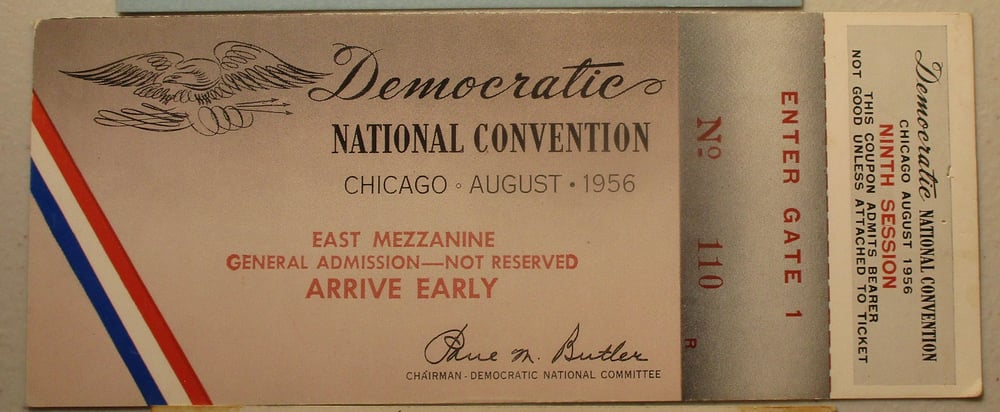 Democratic
NATIONAL CONVENTION
CHICAGO ◦ AUGUST • 1956
EAST MEZZANINE
GENERAL ADMISSION—NOT RESERVED
ARRIVE EARLY
Paul M. Butler
CHAIRMAN - DEMOCRATIC NATIONAL COMMITTEE
No 110
R
ENTER GATE 1
Democratic NATIONAL CONVENTION
CHICAGO AUGUST 1956
NINTH SESSION
THIS COUPON ADMITS BEARER
NOT GOOD UNLESS ATTACHED TO TICKET